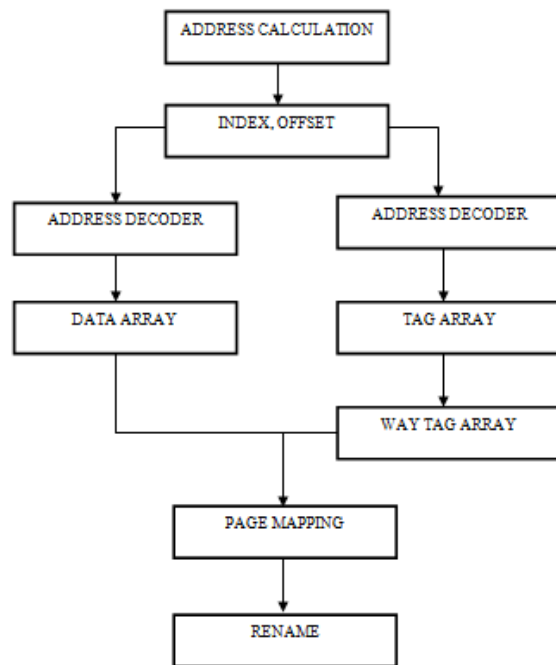 ADDRESS CALCULATION
INDEX, OFFSET
ADDRESS DECODER
ADDRESS DECODER
DATA ARRAY
TAG ARRAY
WAY TAG ARRAY
PAGE MAPPING
RENAME